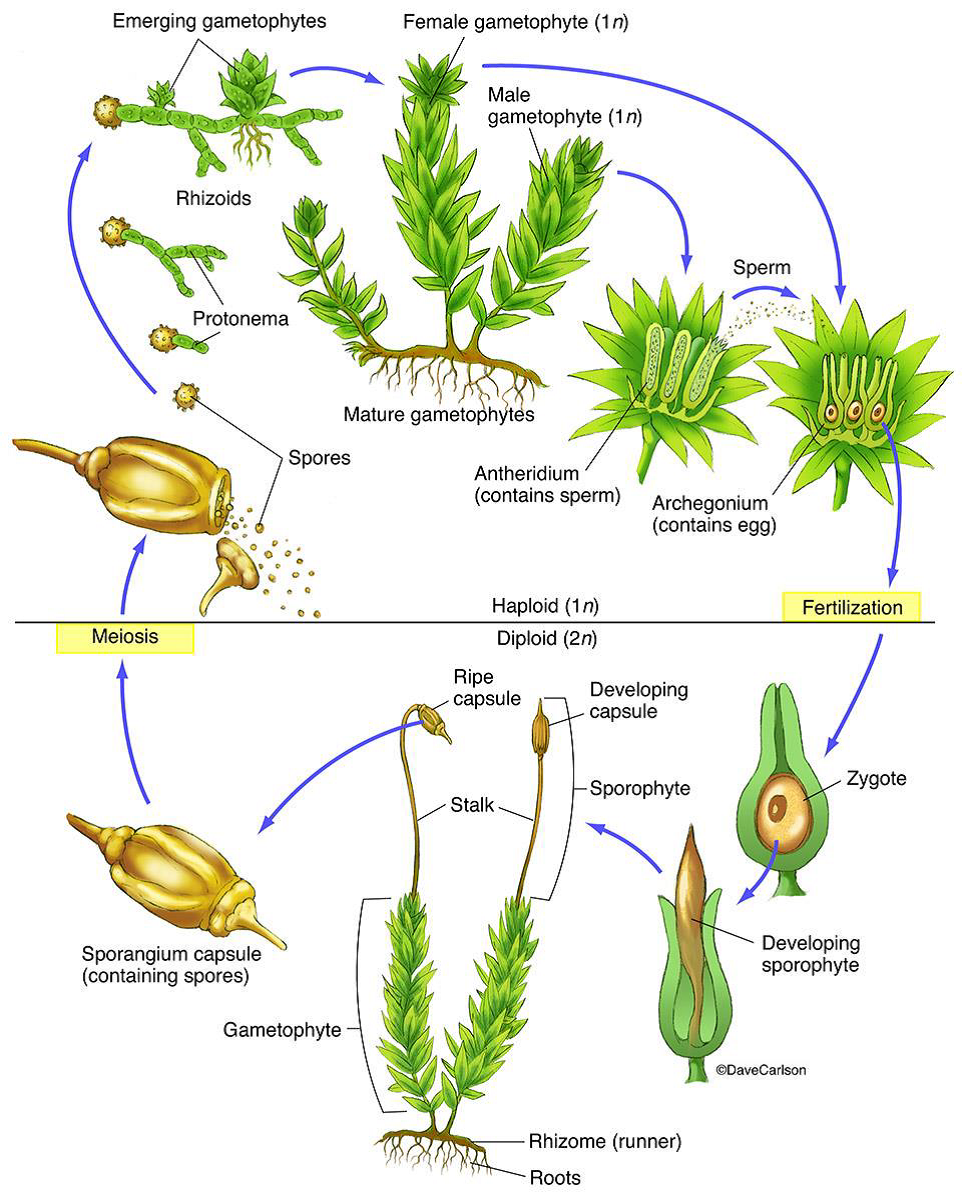 Emerging gametophytes
Female gametophyte (1n)
Male
gametophyte (1n)
Rhizoids
Sperm
Protonema
Mature gametophytes
Spores
Antheridium
(contains sperm)
Archegonium
(contains egg)
Haploid (1n)
Fertilization
Meiosis
Diploid (2n)
Ripe
capsule
Developing
capsule
Zygote
Sporophyte
Stalk
Sporangium capsule
(containing spores)
Developing
sporophyte
Gametophyte
©DaveCarlson
Rhizome (runner)
Roots